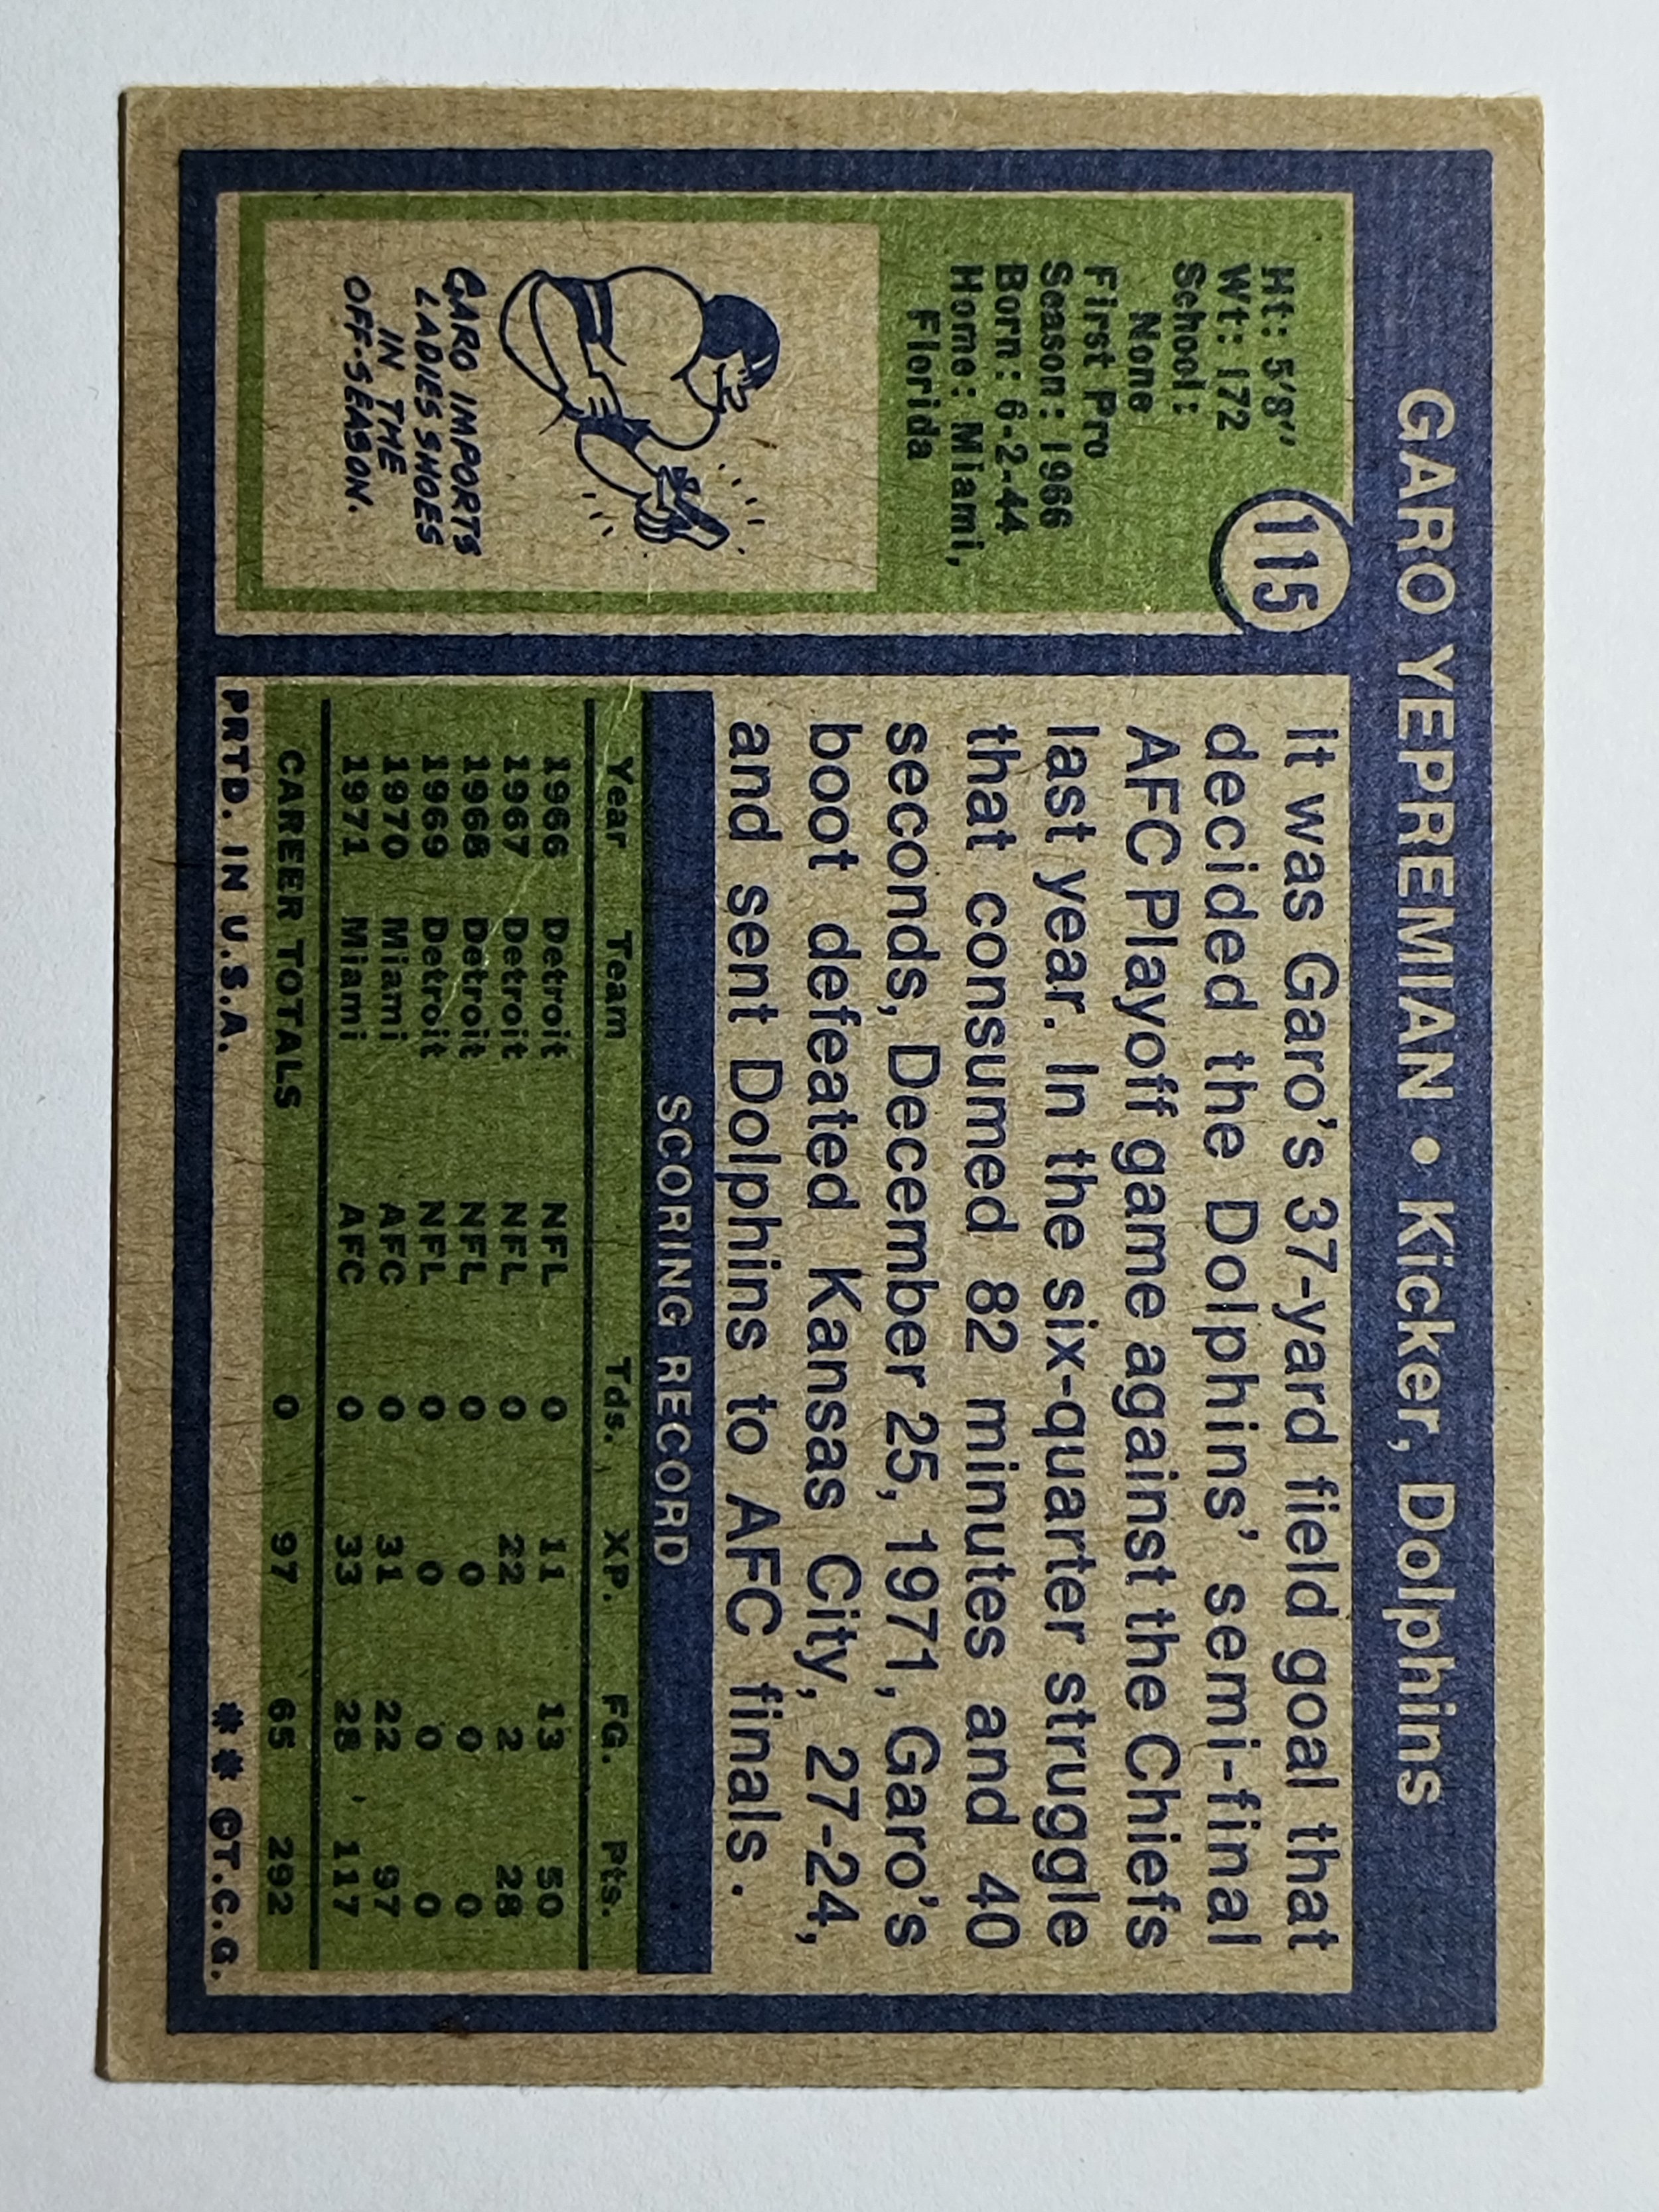 GARO YEPREMIAN • Kicker, Dolphins
115
Ht: 5'8"
Wt: 172
School:
None
First Pro
Season: 1966
Born: 6-2-44
Home: Miami,
Florida
GARO IMPORTS
LADIES SHOES
IN THE
OFF-SEASON.
It was Garo's 37-yard field goal that
decided the Dolphins' semi-final
AFC Playoff game against the Chiefs
last year. In the six-quarter struggle
that consumed 82 minutes and 40
seconds, December 25, 1971, Garo's
boot defeated Kansas City, 27-24,
and sent Dolphins to AFC finals.
SCORING RECORD
Year Team Tds. XP. FG. Pts.
1966 Detroit NFL 0 11 13 50
1967 Detroit NFL 0 22 2 28
1968 Detroit NFL 0 0 0 0
1969 Detroit NFL 0 0 0 0
1970 Miami AFC 0 31 22 97
1971 Miami AFC 0 33 28 117
CAREER TOTALS 0 97 65 292
PRTD. IN U.S.A. ** ©T.C.G.